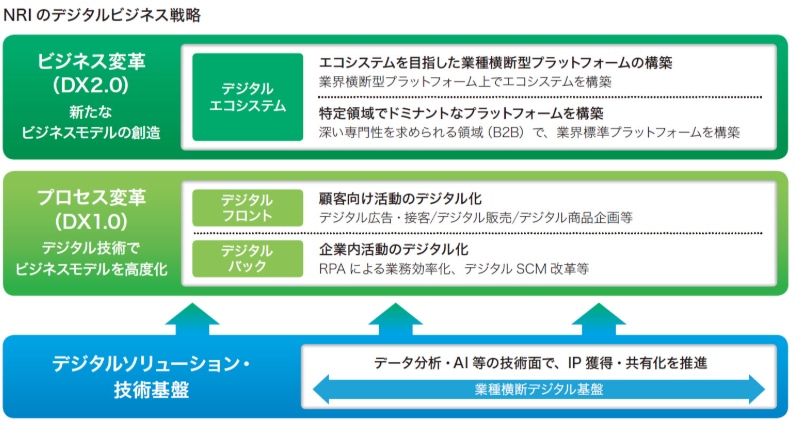 NRIのデジタルビジネス戦略
ビジネス変革
（DX2.0）
新たな
ビジネスモデルの創造
デジタル
エコシステム
エコシステムを目指した業種横断型プラットフォームの構築
業界横断型プラットフォーム上でエコシステムを構築
特定領域でドミナントなプラットフォームを構築
深い専門性を求められる領域（B2B）で、業界標準プラットフォームを構築
プロセス変革
（DX1.0）
デジタル技術で
ビジネスモデルを高度化
デジタル
フロント
顧客向け活動のデジタル化
デジタル広告・接客/デジタル販売/デジタル商品企画等
デジタル
バック
企業内活動のデジタル化
RPAによる業務効率化、デジタルSCM改革等
デジタルソリューション・
技術基盤
データ分析・AI等の技術面で、IP獲得・共有化を推進
業種横断デジタル基盤